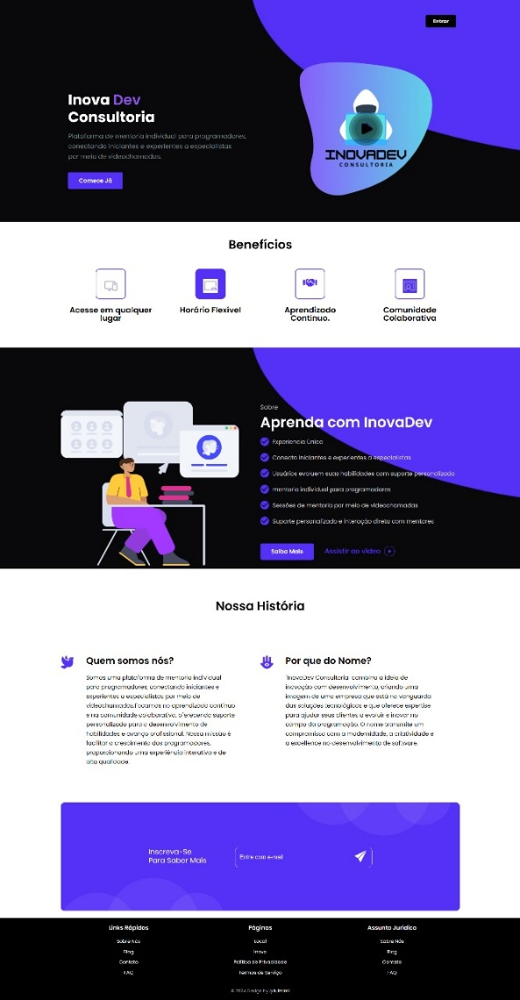 Entrar
Inova Dev
Consultoria
Plataforma de mentoria individual para programadores,
conectando iniciantes e experientes a especialistas
por meio de videochamadas.
Comece Já
INOVADEV
CONSULTORIA
Benefícios
Acesse em qualquer
lugar
Horário Flexível
Aprendizado
Contínuo.
Comunidade
Colaborativa
Sobre
Aprenda com InovaDev
Experiencia Única
Conecta iniciantes e experientes a especialistas
Usuários evoluem suas habilidades com suporte personalizado
mentoria individual para programadores
Sessões de mentoria por meio de videochamadas
Suporte personalizado e interação direta com mentores
Saiba Mais
Assistir ao vídeo
Nossa História
Quem somos nós?
Somos uma plataforma de mentoria individual
para programadores, conectando iniciantes e
experientes a especialistas por meio de
videochamadas.Focamos no aprendizado contínuo
e na comunidade colaborativa, oferecendo suporte
personalizado para o desenvolvimento de
habilidades e avanço profissional. Nossa missão é
facilitar o crescimento dos programadores,
proporcionando uma experiência interativa e de
alta qualidade.
Por que do Nome?
"InovaDev Consultoria" combina a ideia de
inovação com desenvolvimento, criando uma
imagem de uma empresa que está na vanguarda
das soluções tecnológicas e que oferece expertise
para ajudar seus clientes a evoluir e inovar no
campo da programação. O nome transmite um
compromisso com a modernidade, a criatividade e
a excellence no desenvolvimento de software.
Inscreva-Se
Para Saber Mais
Entre com e-mail
Links Rápidos
Sobre Nós
Blog
Contato
FAQ
Páginas
Local
Inova
Política de Privacidade
Termos de Serviço
Assunto Jurídico
Sobre Nós
Blog
Contato
FAQ
© 2024 Design by